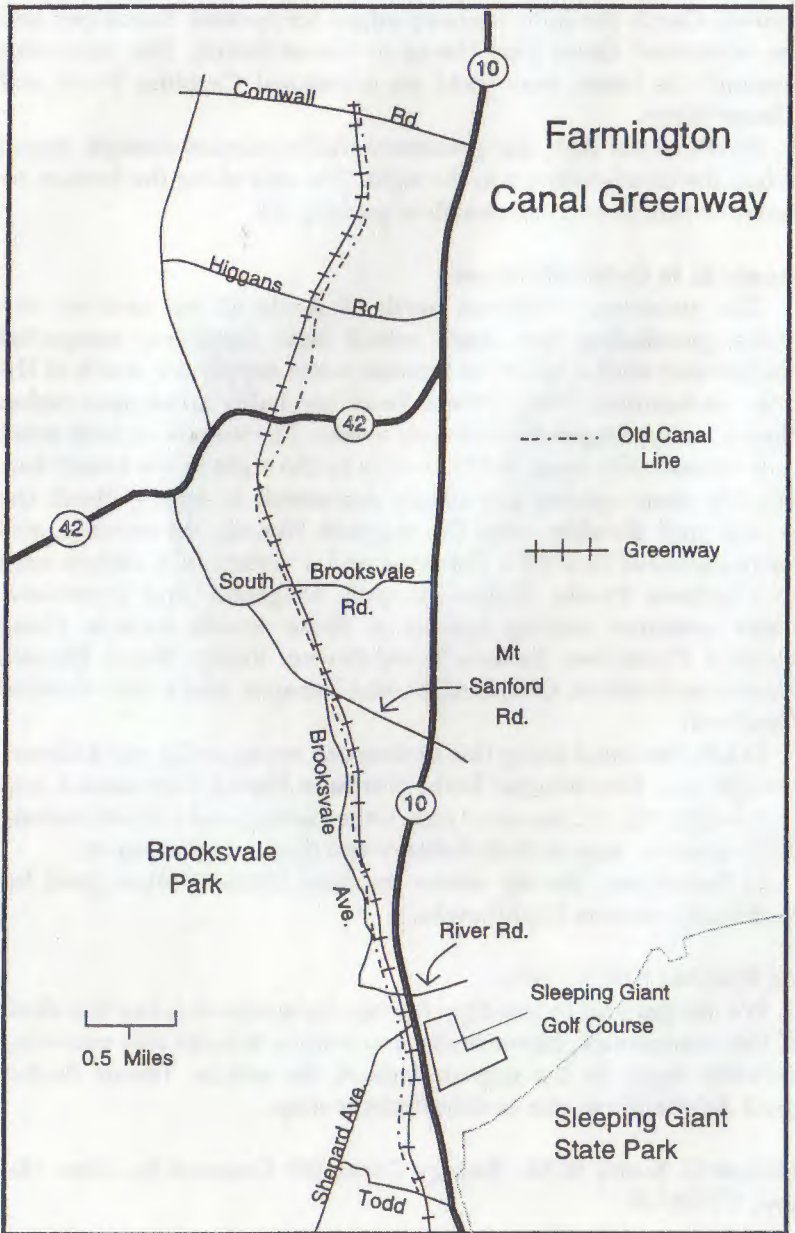 10
Cornwall
Rd.
Farmington
Canal Greenway
Higgans
Rd.
42
Old Canal
Line
42
Greenway
South
Brooksvale
Rd.
Mt
Sanford
Rd.
Brooksvale
Ave.
10
Brooksvale
Park
River Rd.
Sleeping Giant
Golf Course
0.5 Miles
Sleeping Giant
State Park
Shepard Ave.
Todd